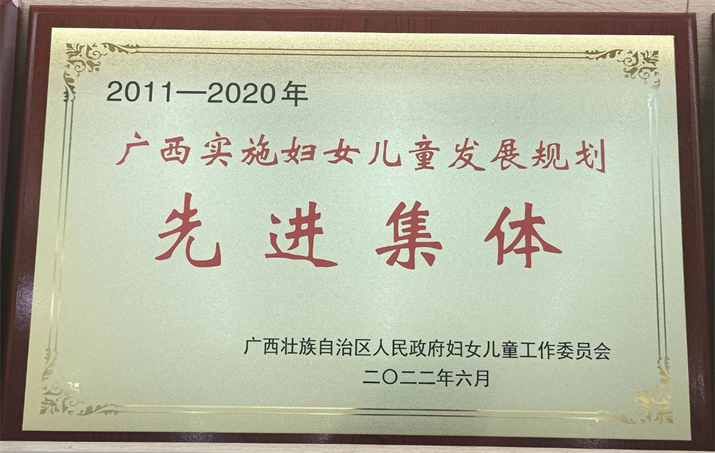 2011—2020年
广西实施妇女儿童发展规划
先进集体
广西壮族自治区人民政府妇女儿童工作委员会
二〇二二年六月